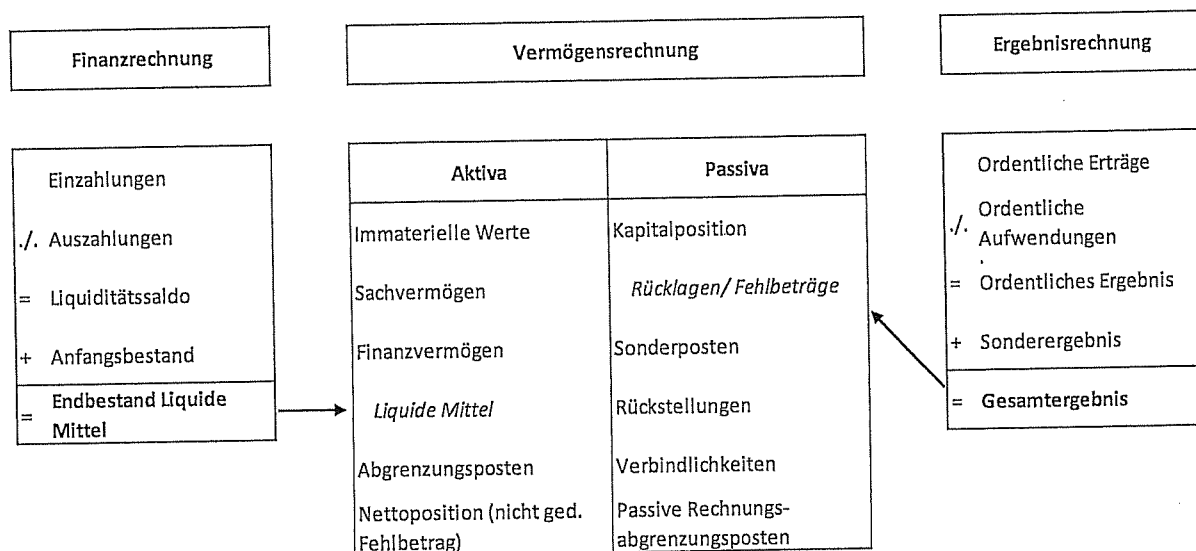 Finanzrechnung
Vermögensrechnung
Ergebnisrechnung
Einzahlungen
./. Auszahlungen
= Liquiditätssaldo
+ Anfangsbestand
= Endbestand Liquide
Mittel
Aktiva
Immaterielle Werte
Sachvermögen
Finanzvermögen
Liquide Mittel
Abgrenzungsposten
Nettoposition (nicht ged.
Fehlbetrag)
Passiva
Kapitalposition
Rücklagen/ Fehlbeträge
Sonderposten
Rückstellungen
Verbindlichkeiten
Passive Rechnungs-
abgrenzungsposten
Ordentliche Erträge
./. Ordentliche
Aufwendungen
= Ordentliches Ergebnis
+ Sonderergebnis
= Gesamtergebnis